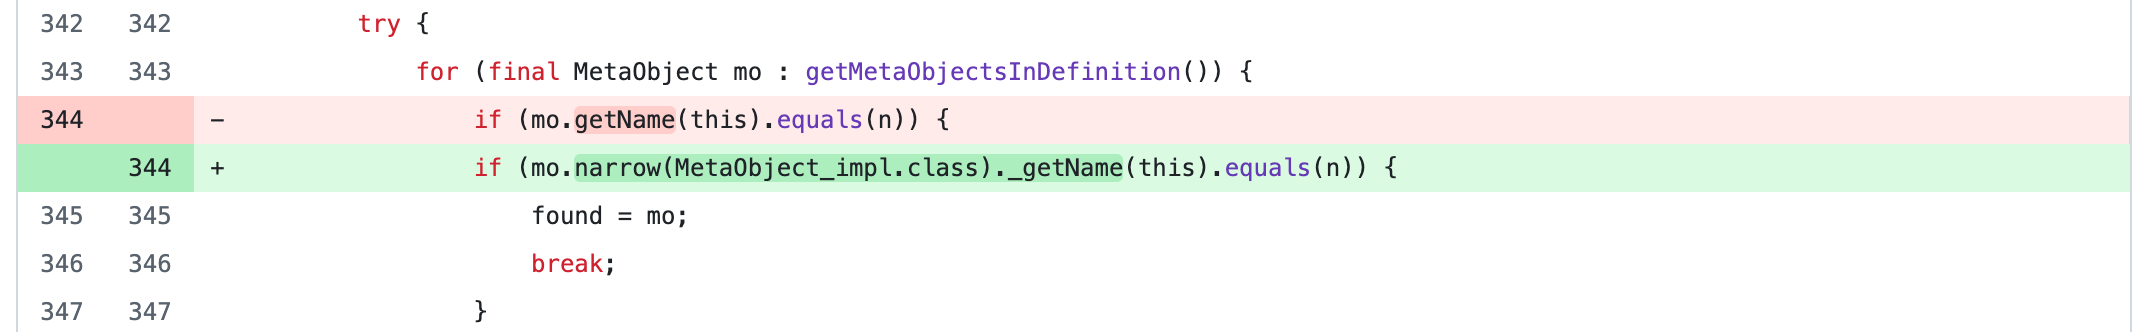 342 342 try {
343 343 for (final MetaObject mo : getMetaObjectsInDefinition()) {
344 - if (mo.getName(this).equals(n)) {
344 + if (mo.narrow(MetaObject_impl.class)._getName(this).equals(n)) {
345 345 found = mo;
346 346 break;
347 347 }